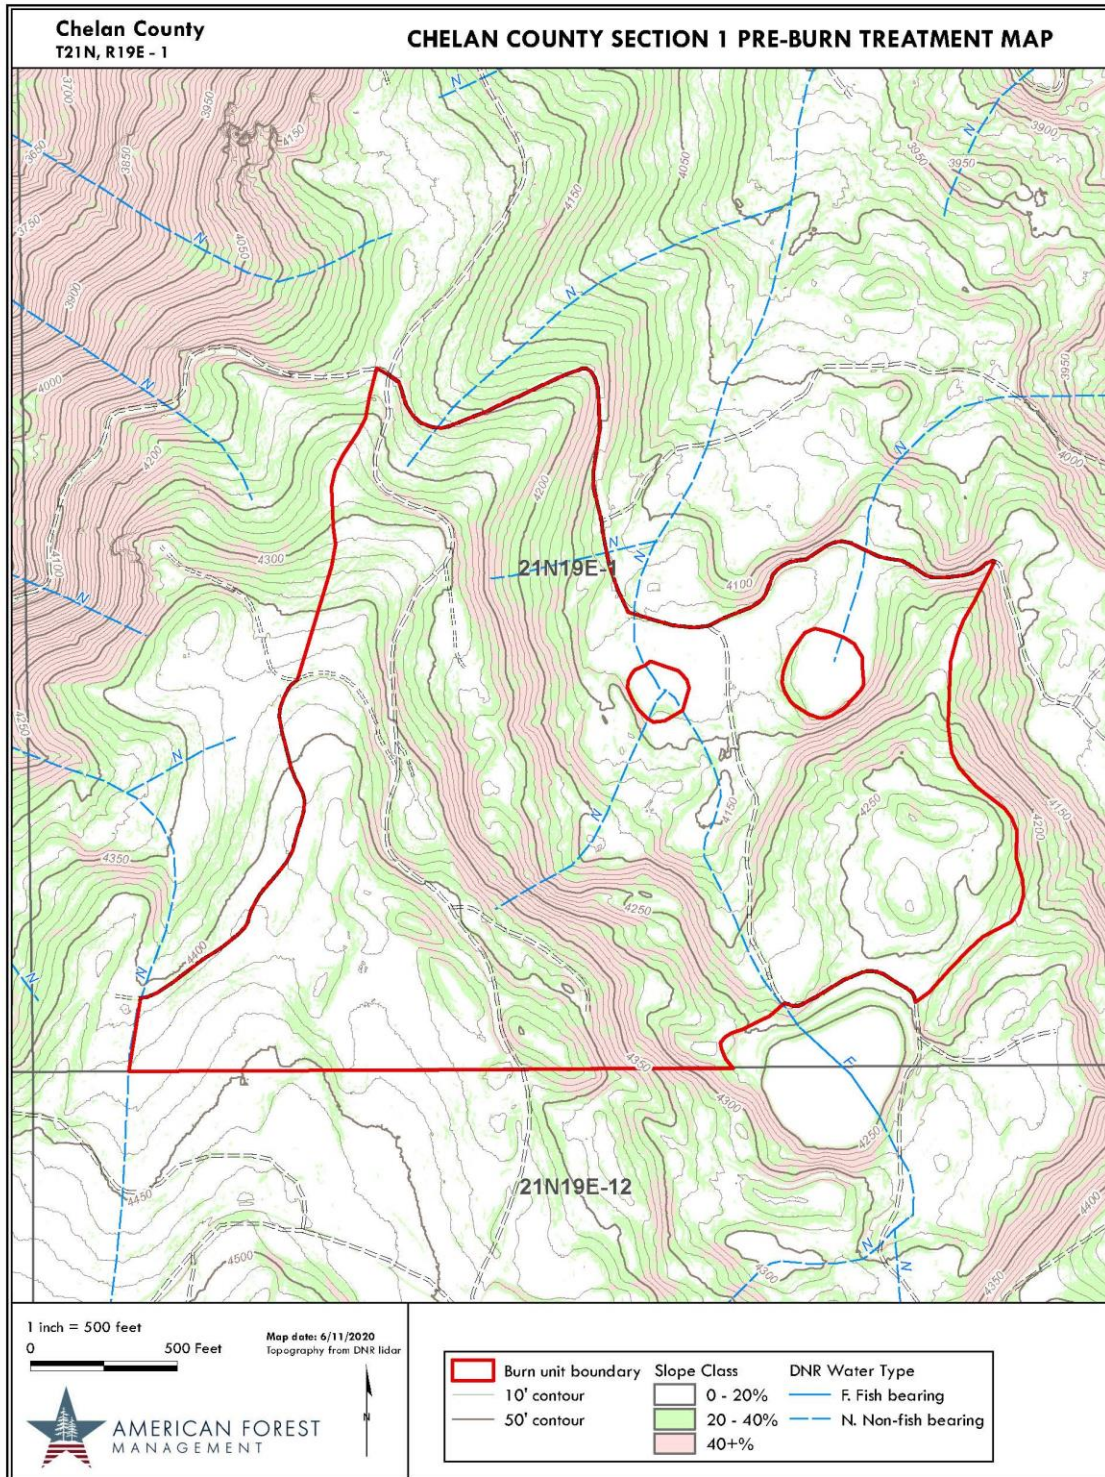 Chelan County
T21N, R19E - 1
CHELAN COUNTY SECTION 1 PRE-BURN TREATMENT MAP
3700
3950
4150
N
N
3900
3950
3650
3850
4050
3950
4150
3750
N
4050
N
3900
N
3950
4000
N
N
4200
4200
4000
4100
4300
N
N
21N19E-1
4100
N
4250
N
N
4250
4150
4150
4200
4350
4250
4400
N
N
4350
F
4300
4250
21N19E-12
4450
4400
4500
N
N
4300
4350
1 inch = 500 feet
0 500 Feet
Map date: 6/11/2020
Topography from DNR lidar
N
AMERICAN FOREST
MANAGEMENT
Burn unit boundary
10' contour
50' contour
Slope Class
0 - 20%
20 - 40%
40+%
DNR Water Type
F. Fish bearing
N. Non-fish bearing